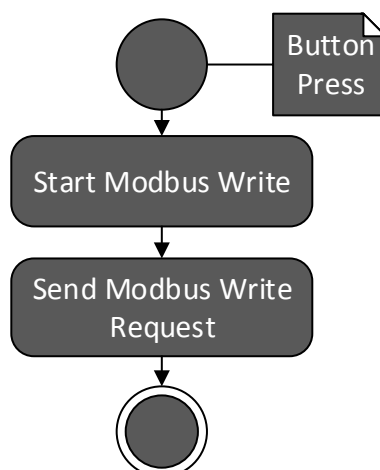 Button
Press
Start Modbus Write
Send Modbus Write
Request